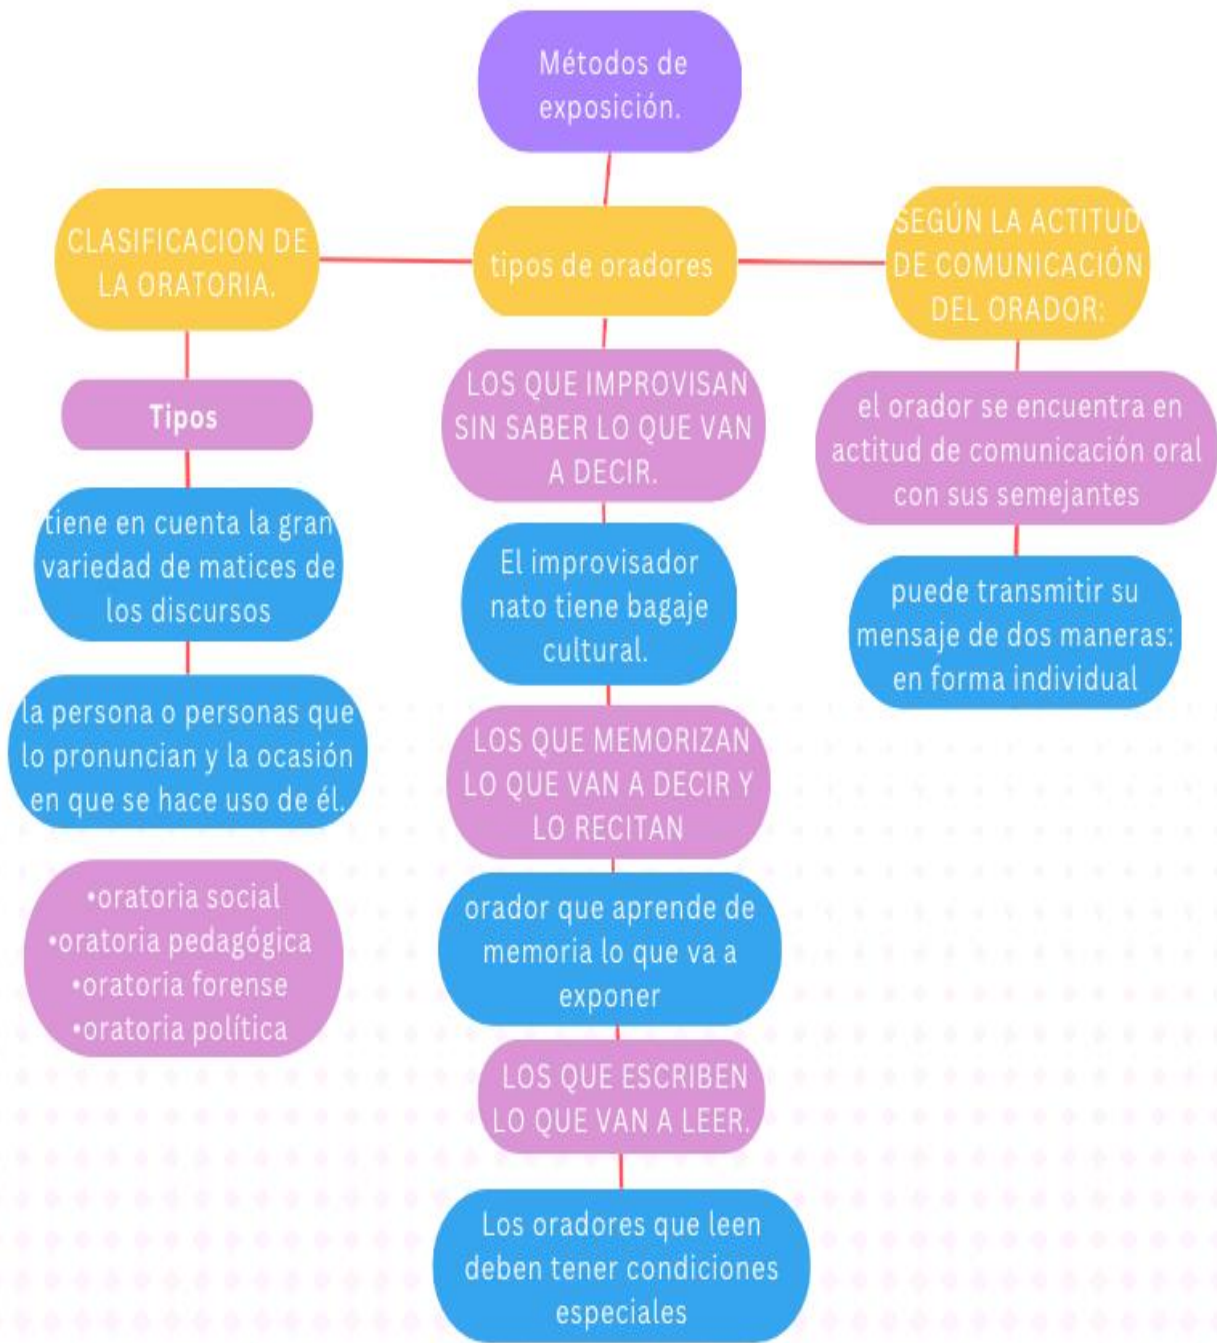 Métodos de
exposición.
CLASIFICACION DE
LA ORATORIA.
tipos de oradores
SEGÚN LA ACTITUD
DE COMUNICACIÓN
DEL ORADOR:
Tipos
tiene en cuenta la gran
variedad de matices de
los discursos
la persona o personas que
lo pronuncian y la ocasión
en que se hace uso de él.
•oratoria social
•oratoria pedagógica
•oratoria forense
•oratoria política
LOS QUE IMPROVISAN
SIN SABER LO QUE VAN
A DECIR.
El improvisador
nato tiene bagaje
cultural.
LOS QUE MEMORIZAN
LO QUE VAN A DECIR Y
LO RECITAN
orador que aprende de
memoria lo que va a
exponer
LOS QUE ESCRIBEN
LO QUE VAN A LEER.
Los oradores que leen
deben tener condiciones
especiales
el orador se encuentra en
actitud de comunicación oral
con sus semejantes
puede transmitir su
mensaje de dos maneras:
en forma individual